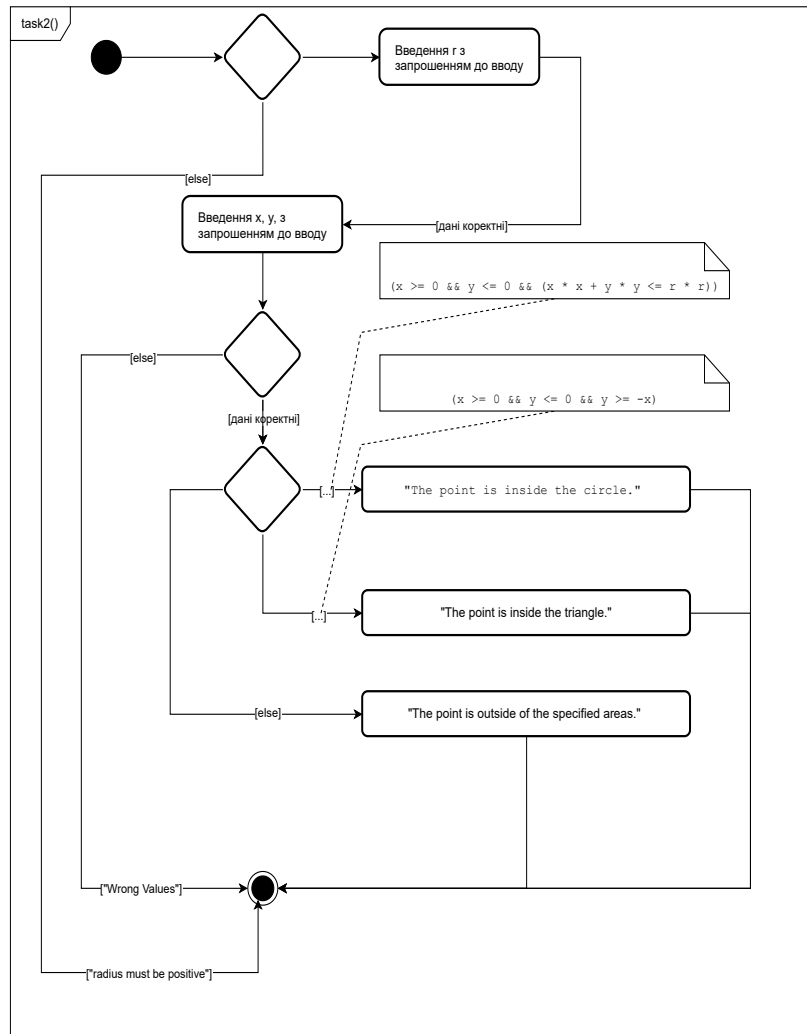 task2()
Введення r з
запрошенням до вводу
[else]
Введення x, y, з
запрошенням до вводу
[дані коректні]
(x >= 0 && y <= 0 && (x * x + y * y <= r * r))
[else]
(x >= 0 && y <= 0 && y >= -x)
[дані коректні]
[...]
"The point is inside the circle."
[...]
"The point is inside the triangle."
[else]
"The point is outside of the specified areas."
["Wrong Values"]
["radius must be positive"]